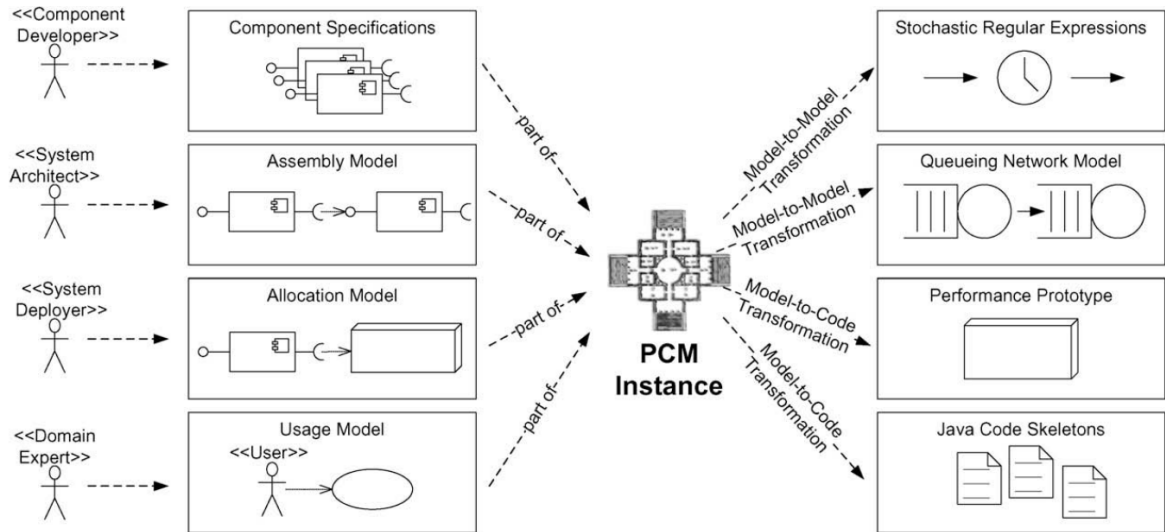 <<Component
Developer>>
Component Specifications
<<System
Architect>>
Assembly Model
<<System
Deployer>>
Allocation Model
<<Domain
Expert>>
Usage Model
<<User>>
part of
part of
part of
part of
PCM
Instance
Model-to-Model
Transformation
Model-to-Model
Transformation
Model-to-Code
Transformation
Model-to-Code
Transformation
Stochastic Regular Expressions
Queueing Network Model
Performance Prototype
Java Code Skeletons